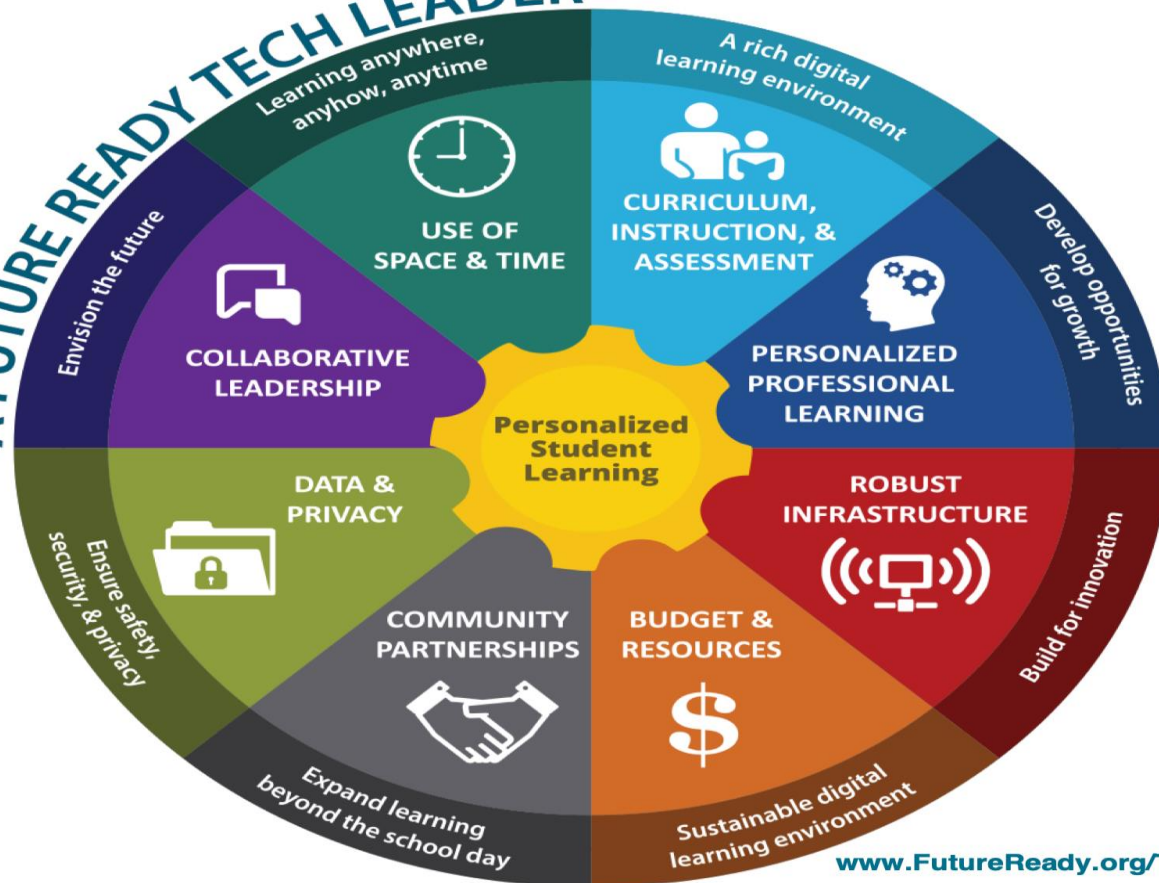 FUTURE READY TECH LEADER
Learning anywhere,
anyhow, anytime
USE OF
SPACE & TIME
A rich digital
learning environment
CURRICULUM,
INSTRUCTION, &
ASSESSMENT
Develop opportunities
for growth
PERSONALIZED
PROFESSIONAL
LEARNING
Build for innovation
ROBUST
INFRASTRUCTURE
Sustainable digital
learning environment
BUDGET &
RESOURCES
$
Expand learning
beyond the school day
COMMUNITY
PARTNERSHIPS
Ensure safety,
security, & privacy
DATA &
PRIVACY
Envision the future
COLLABORATIVE
LEADERSHIP
Personalized
Student
Learning
www.FutureReady.org/